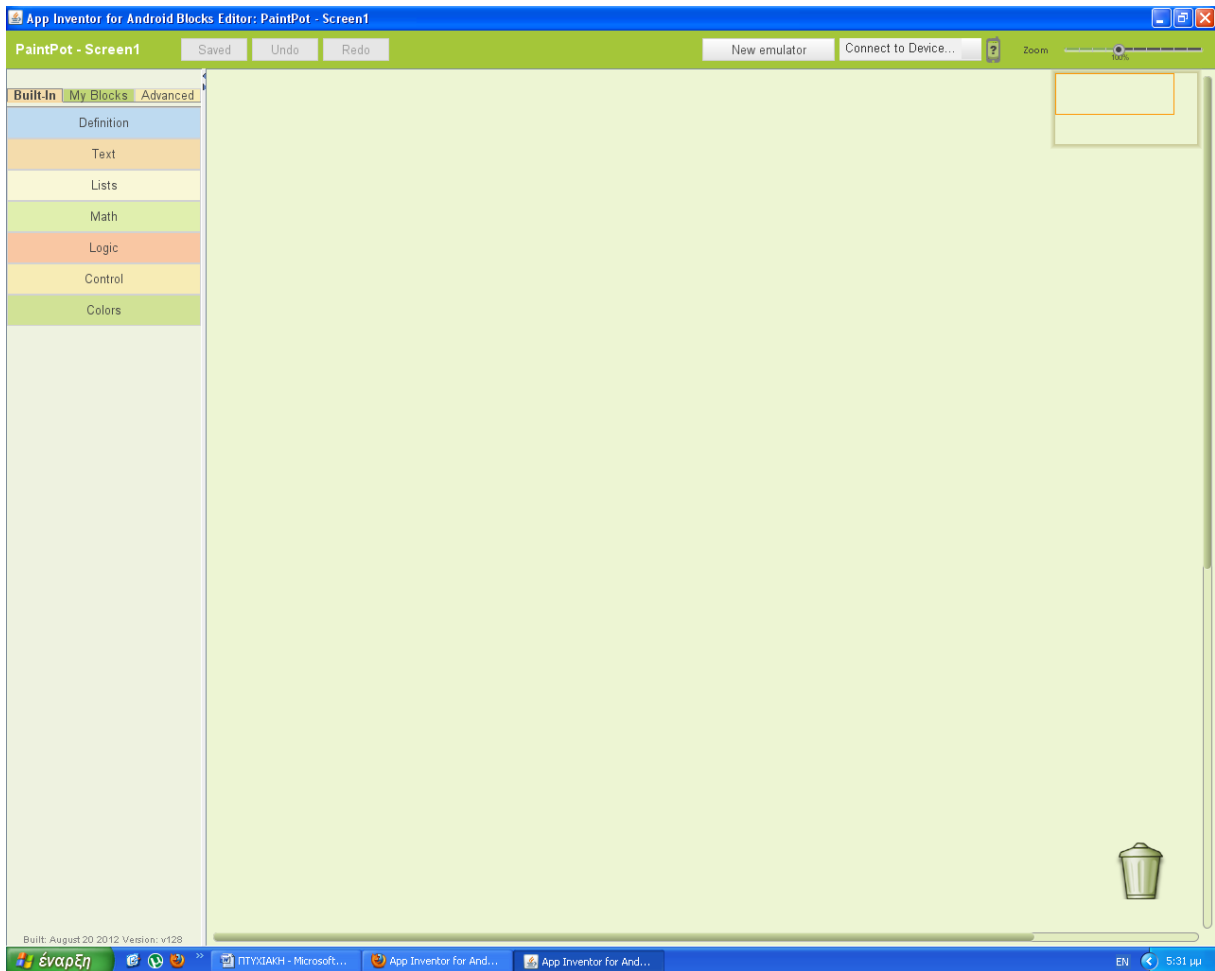 App Inventor for Android Blocks Editor: PaintPot - Screen1
PaintPot - Screen1 Saved Undo Redo New emulator Connect to Device... ? Zoom 100%
Built-In My Blocks Advanced
Definition
Text
Lists
Math
Logic
Control
Colors
Built: August 20 2012 Version: v128
έναρξη » ΠΤΥΧΙΑΚΗ - Microsoft... App Inventor for And... App Inventor for And... EN 5:31 μμ